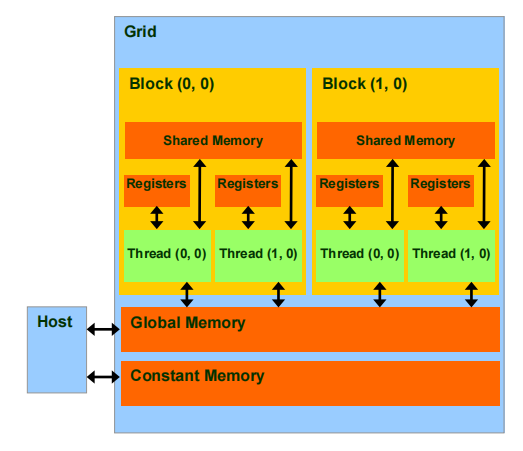 Grid
Block (0, 0)
Block (1, 0)
Shared Memory
Shared Memory
Registers
Registers
Registers
Registers
Thread (0, 0)
Thread (1, 0)
Thread (0, 0)
Thread (1, 0)
Host
Global Memory
Constant Memory